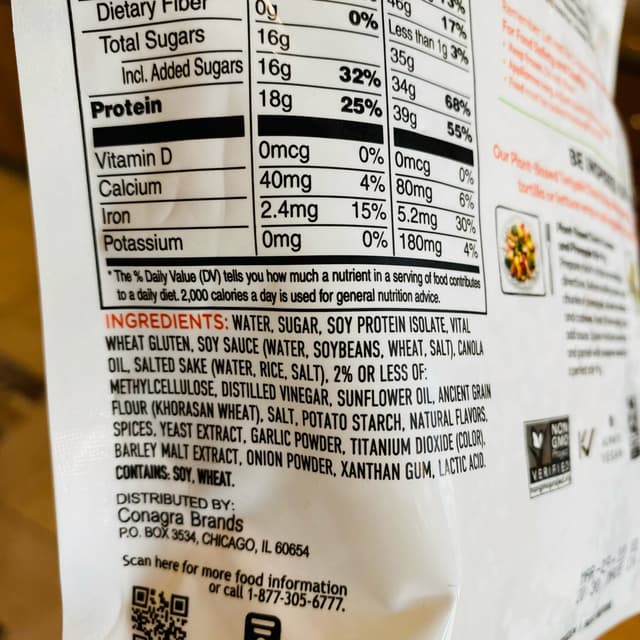 Dietary Fiber 0g 0% 17%
Less than 1g 3%
Total Sugars 16g 35g
Incl. Added Sugars 16g 32% 34g 68%
Protein 18g 25% 39g 55%
Vitamin D 0mcg 0% 0mcg 0%
Calcium 40mg 4% 80mg 6%
Iron 2.4mg 15% 5.2mg 30%
Potassium 0mg 0% 180mg 4%
* The % Daily Value (DV) tells you how much a nutrient in a serving of food contributes
to a daily diet. 2,000 calories a day is used for general nutrition advice.
INGREDIENTS: WATER, SUGAR, SOY PROTEIN ISOLATE, VITAL
WHEAT GLUTEN, SOY SAUCE (WATER, SOYBEANS, WHEAT, SALT), CANOLA
OIL, SALTED SAKE (WATER, RICE, SALT), 2% OR LESS OF:
METHYLCELLULOSE, DISTILLED VINEGAR, SUNFLOWER OIL, ANCIENT GRAIN
FLOUR (KHORASAN WHEAT), SALT, POTATO STARCH, NATURAL FLAVORS,
SPICES, YEAST EXTRACT, GARLIC POWDER, TITANIUM DIOXIDE (COLOR),
BARLEY MALT EXTRACT, ONION POWDER, XANTHAN GUM, LACTIC ACID.
CONTAINS: SOY, WHEAT.
DISTRIBUTED BY:
Conagra Brands
P.O. BOX 3534, CHICAGO, IL 60654
Scan here for more food information
or call 1-877-305-6777.
Our Plant-Based
NON
GMO
VERIFIED